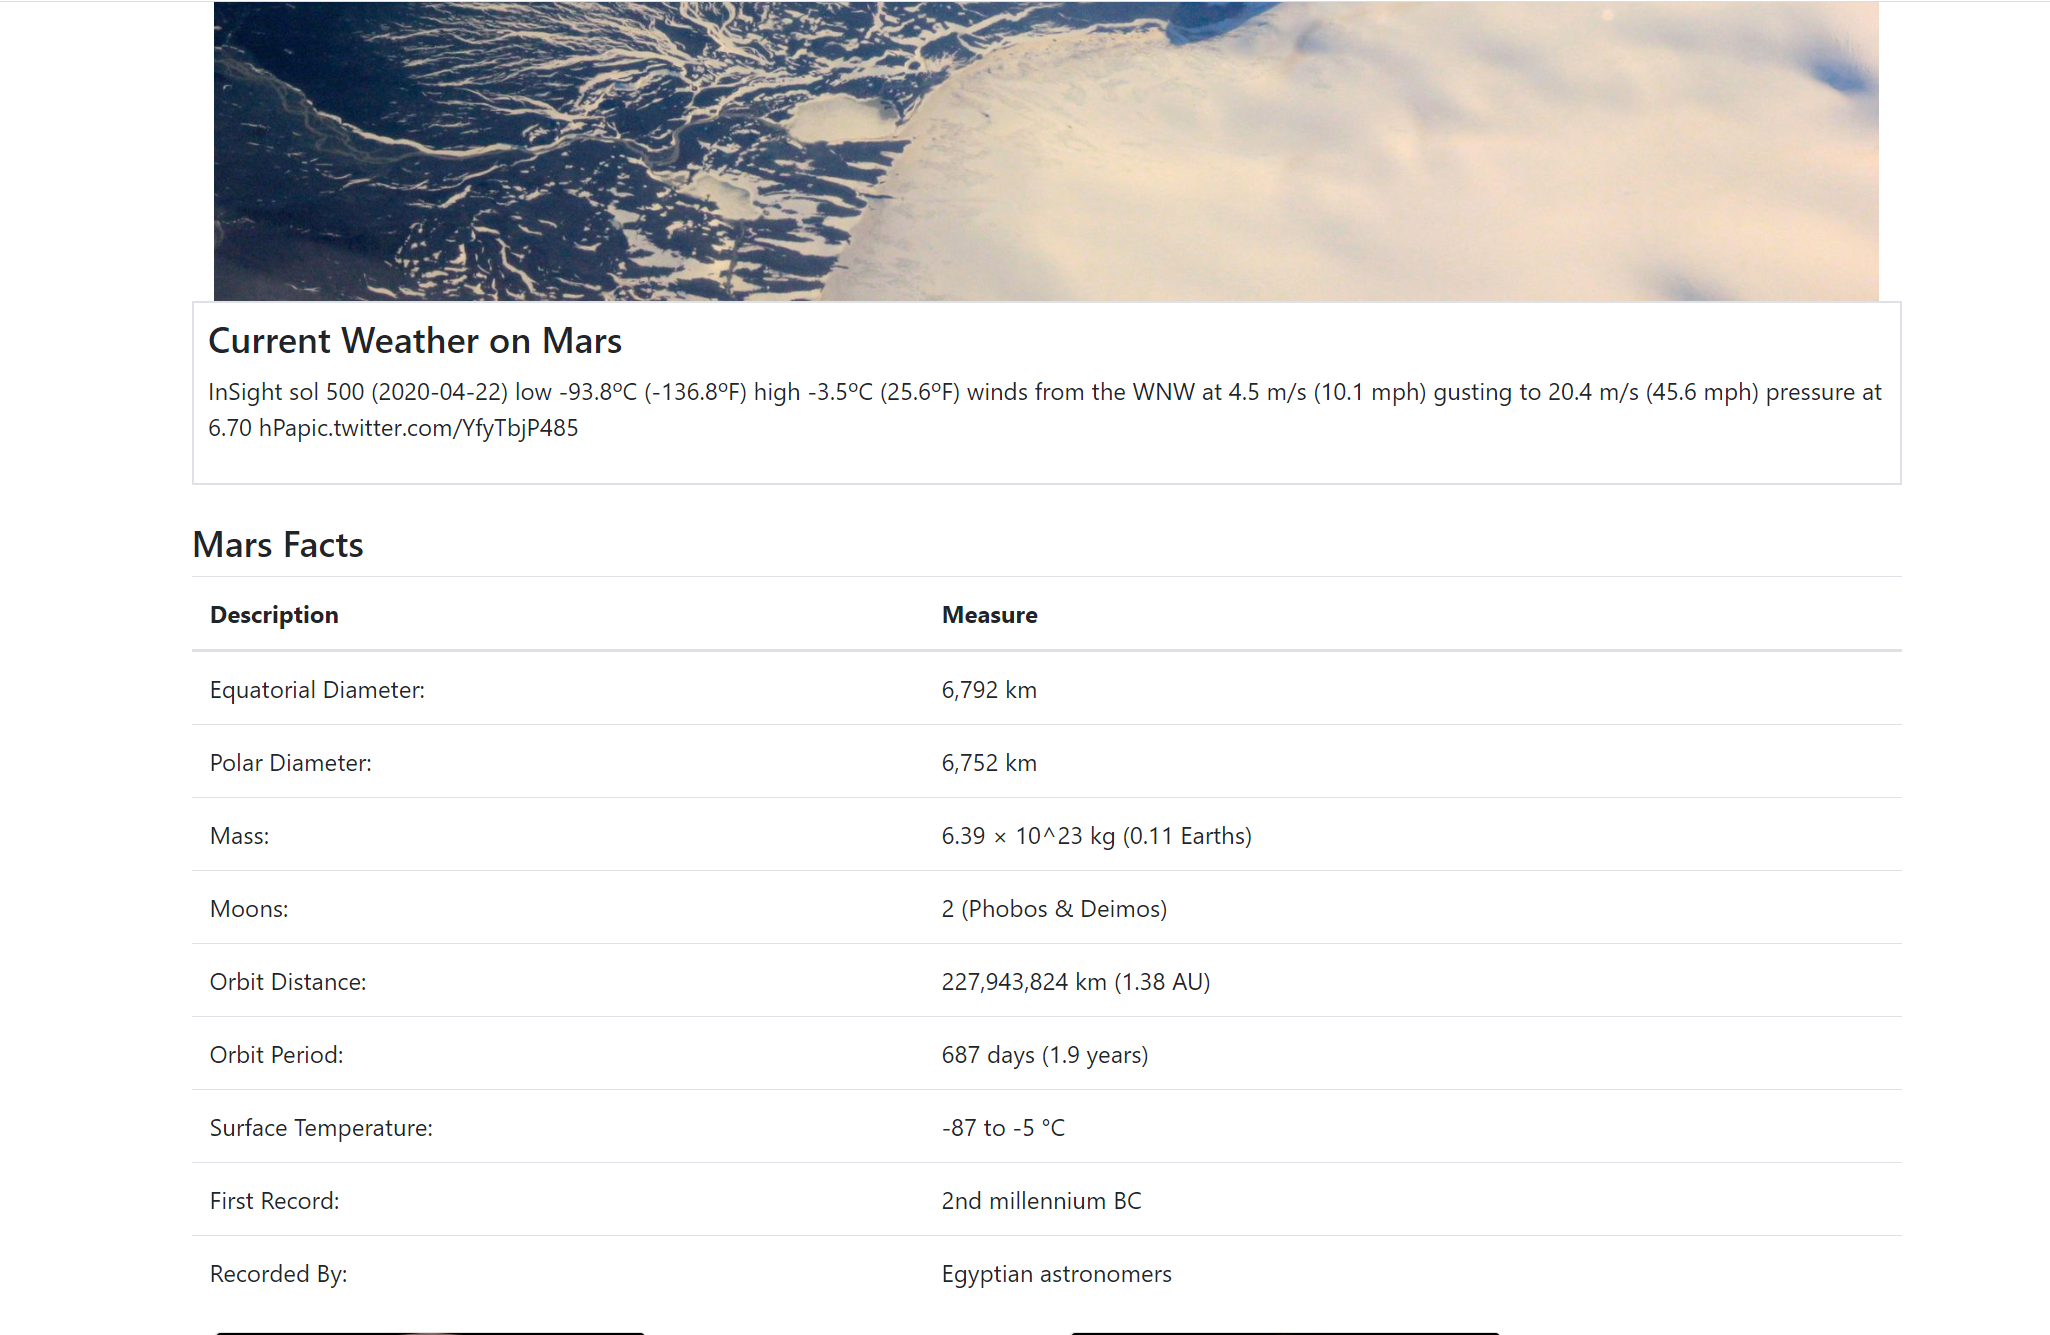 Current Weather on Mars
InSight sol 500 (2020-04-22) low -93.8ºC (-136.8ºF) high -3.5ºC (25.6ºF) winds from the WNW at 4.5 m/s (10.1 mph) gusting to 20.4 m/s (45.6 mph) pressure at
6.70 hPapic.twitter.com/YfyTbjP485
Mars Facts
Description Measure
Equatorial Diameter: 6,792 km
Polar Diameter: 6,752 km
Mass: 6.39 × 10^23 kg (0.11 Earths)
Moons: 2 (Phobos & Deimos)
Orbit Distance: 227,943,824 km (1.38 AU)
Orbit Period: 687 days (1.9 years)
Surface Temperature: -87 to -5 °C
First Record: 2nd millennium BC
Recorded By: Egyptian astronomers